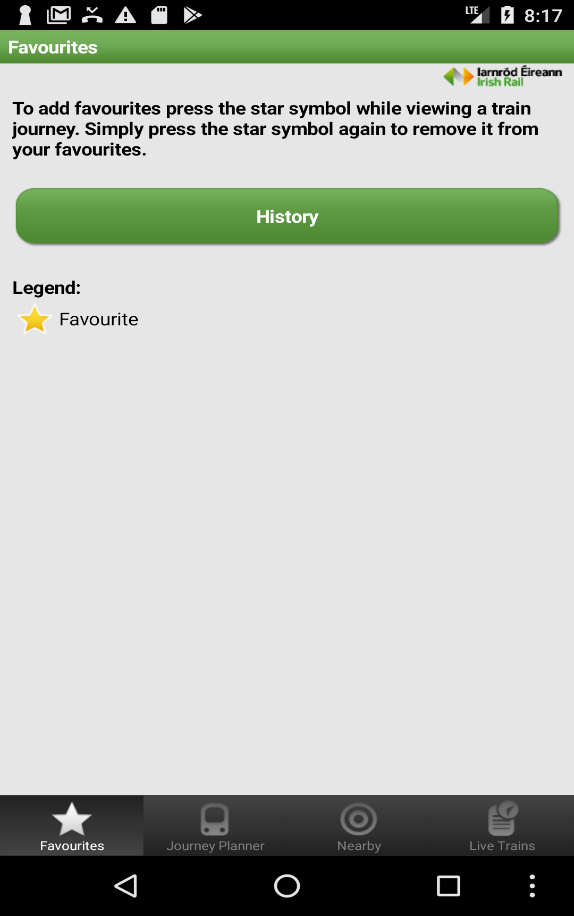 LTE 8:17
Favourites
Iarnród Éireann
Irish Rail
To add favourites press the star symbol while viewing a train
journey. Simply press the star symbol again to remove it from
your favourites.
History
Legend:
Favourite
Favourites Journey Planner Nearby Live Trains